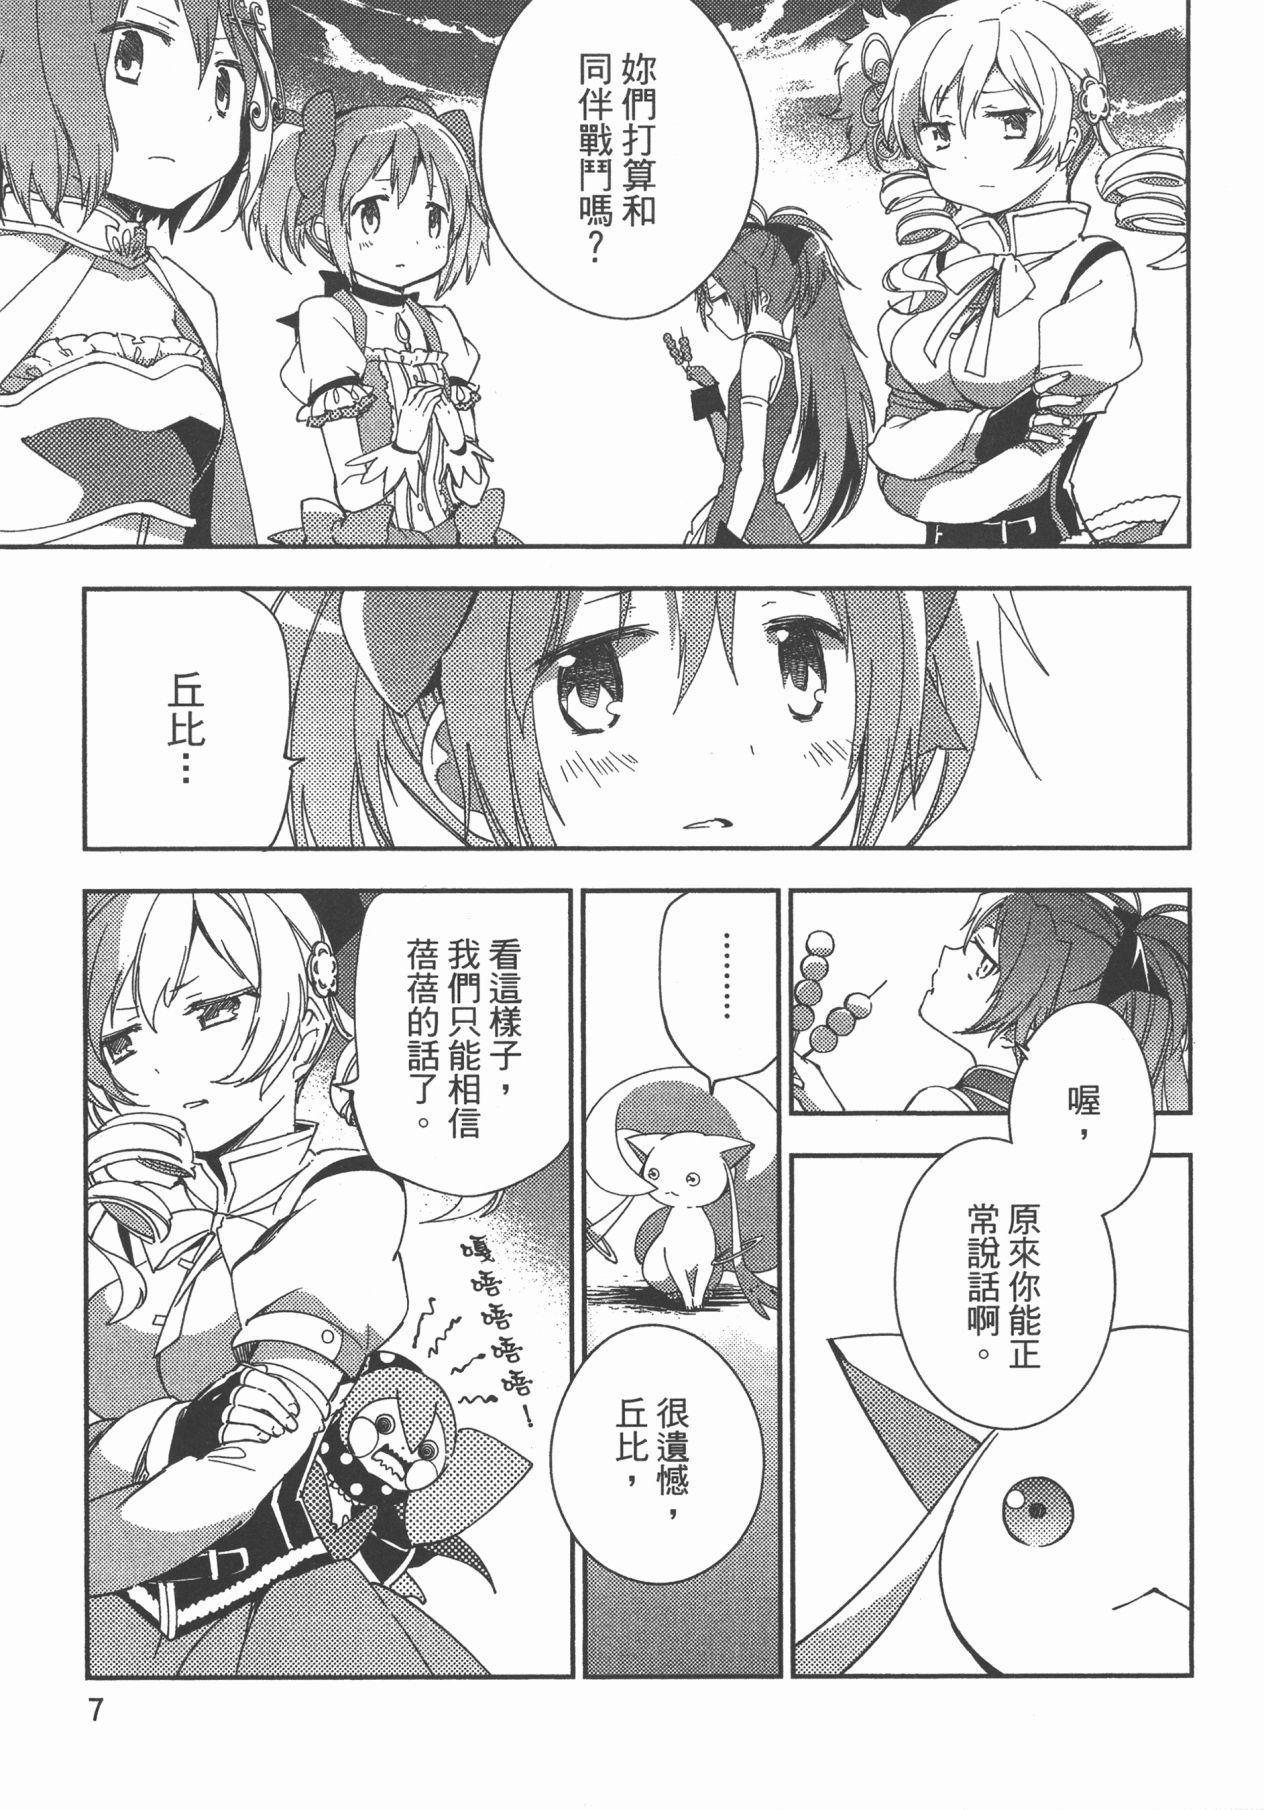 妳們打算和
同伴戰鬥嗎？
丘比…
喔，
原來你能正
常說話啊。
………
很遺憾，
丘比，
看這樣子，
我們只能相信
蓓蓓的話了。
嘎唔唔唔唔！
7